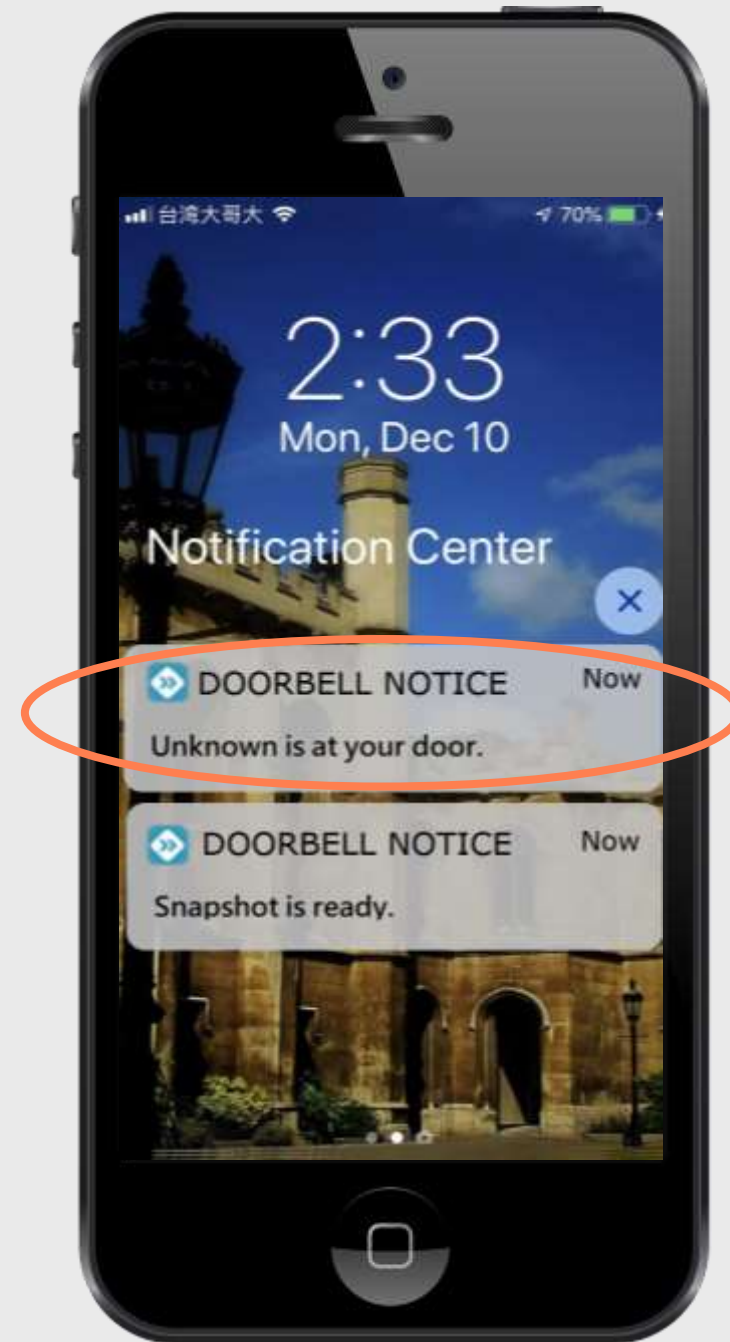 台湾大哥大 70%
2:33
Mon, Dec 10
Notification Center
DOORBELL NOTICE Now
Unknown is at your door.
DOORBELL NOTICE Now
Snapshot is ready.